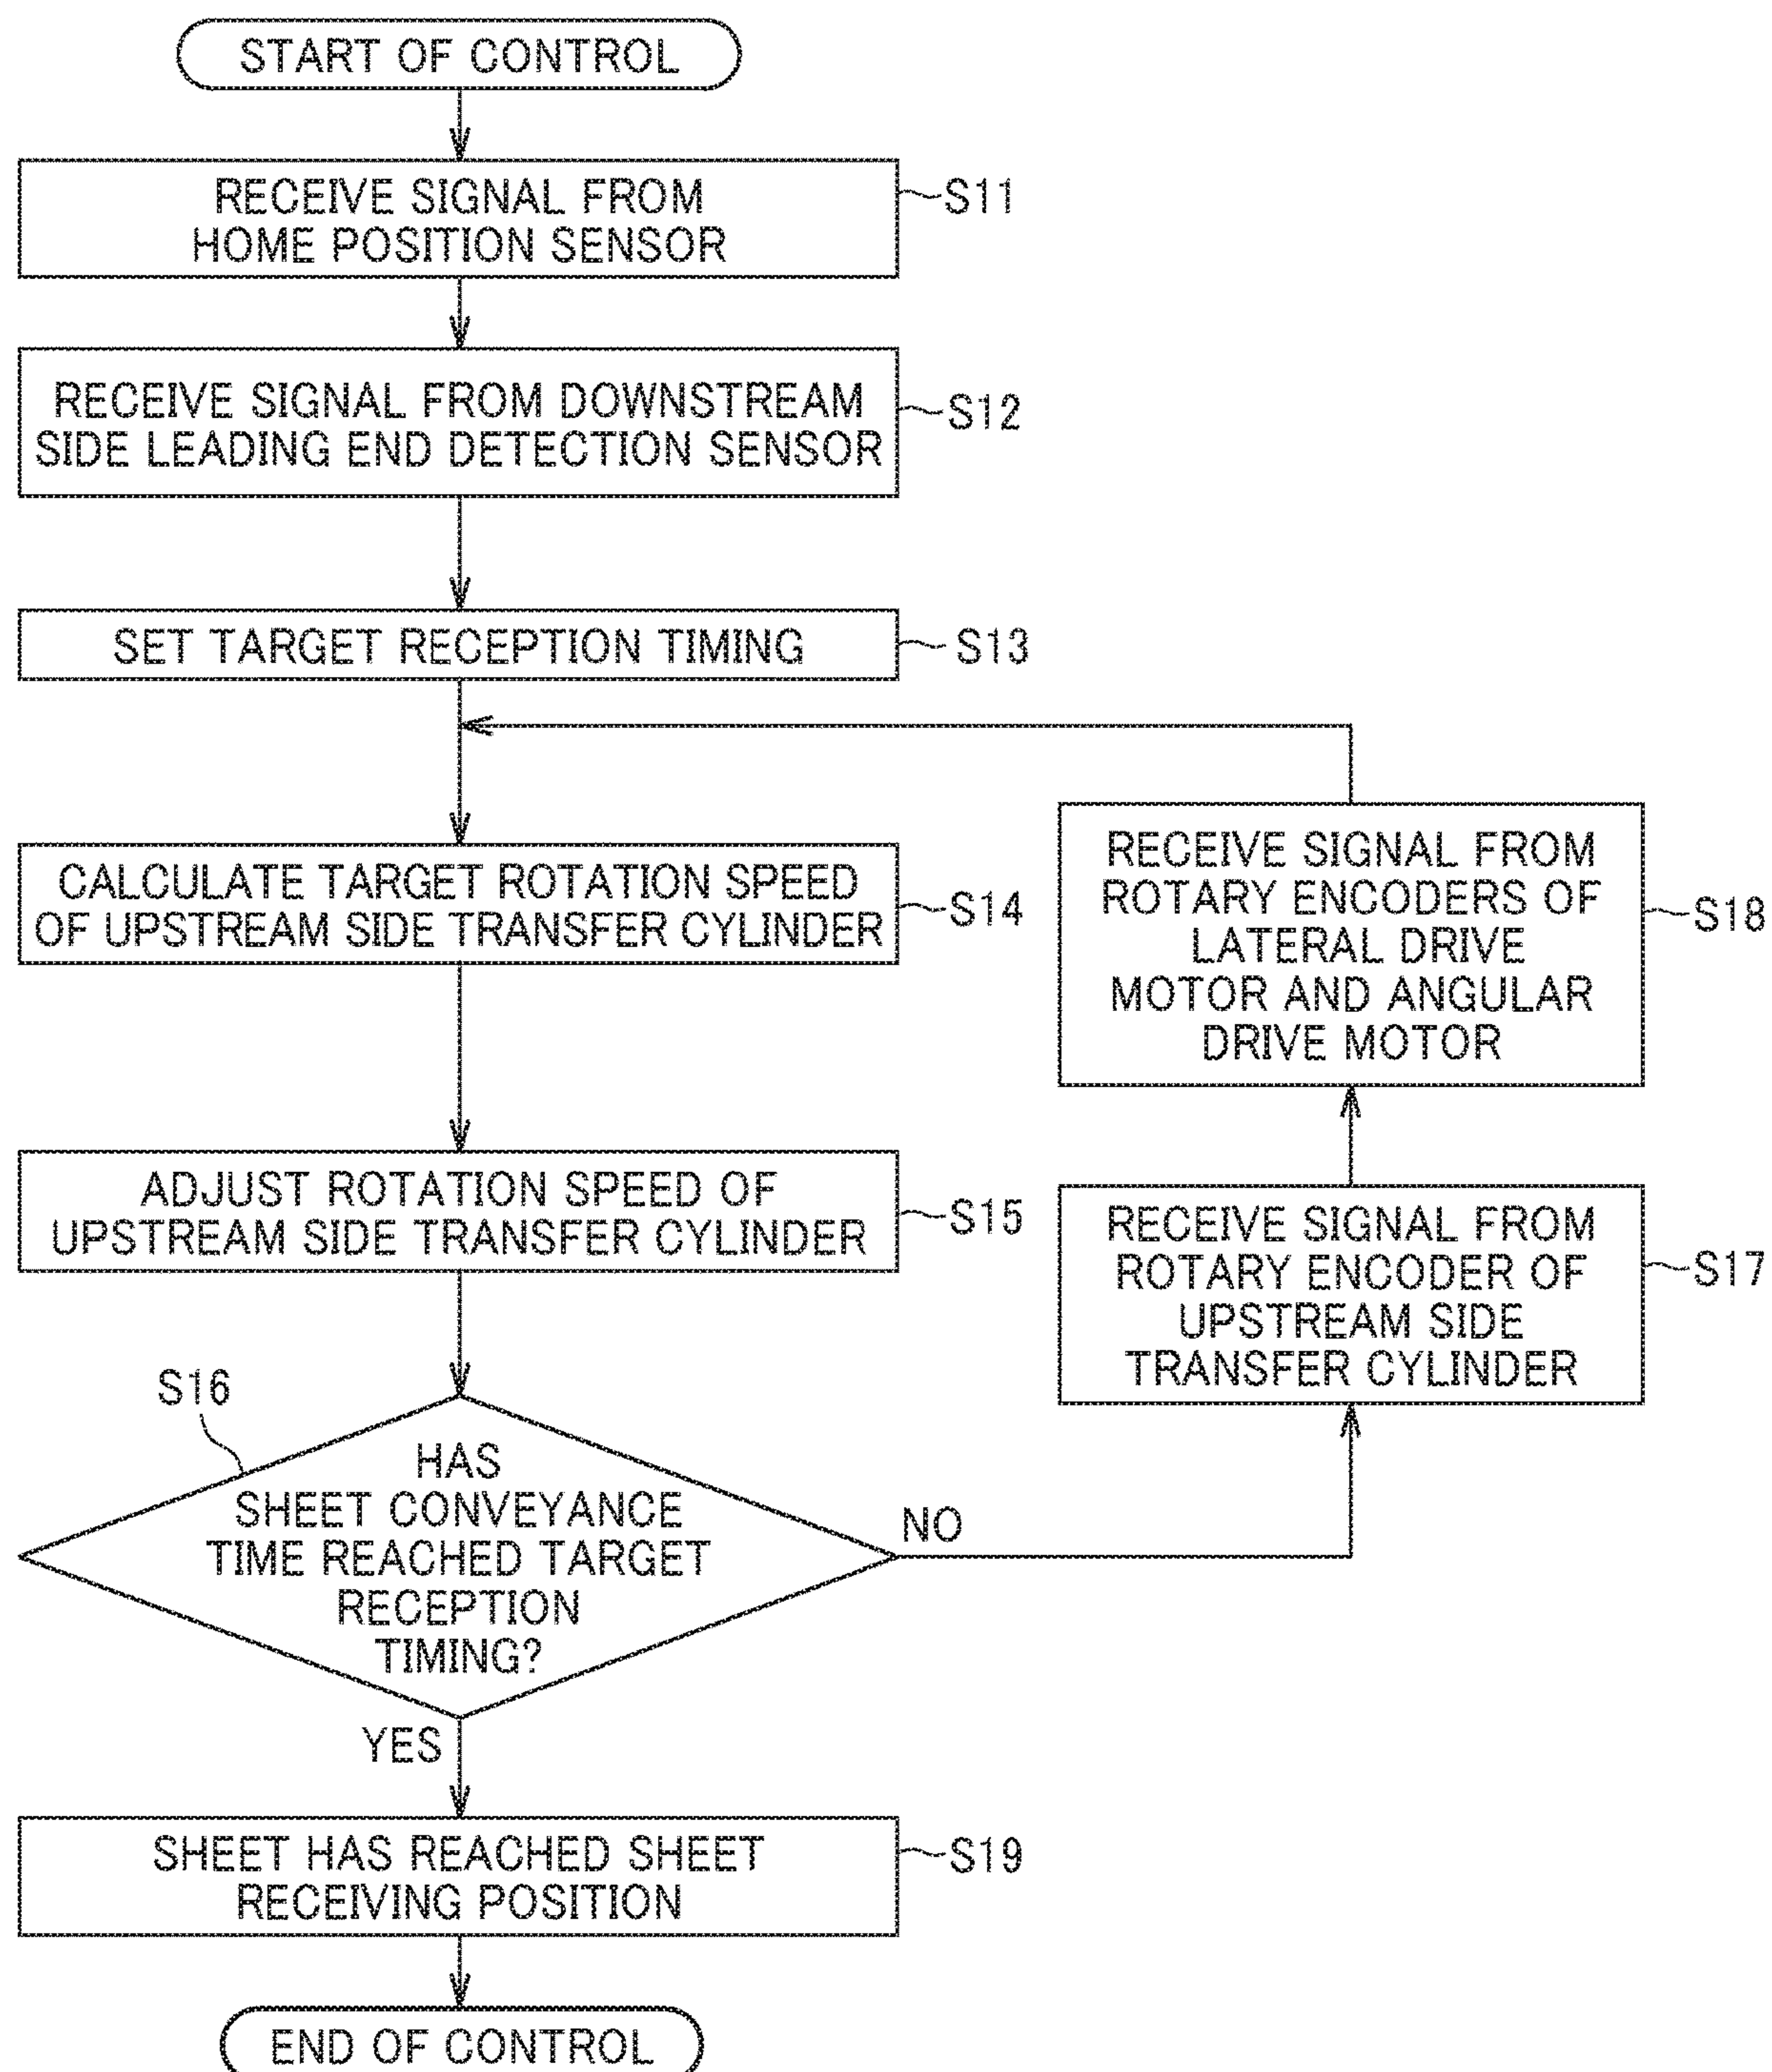 START OF CONTROL
RECEIVE SIGNAL FROM
HOME POSITION SENSOR
S11
RECEIVE SIGNAL FROM DOWNSTREAM
SIDE LEADING END DETECTION SENSOR
S12
SET TARGET RECEPTION TIMING
S13
CALCULATE TARGET ROTATION SPEED
OF UPSTREAM SIDE TRANSFER CYLINDER
S14
ADJUST ROTATION SPEED OF
UPSTREAM SIDE TRANSFER CYLINDER
S15
S16
HAS
SHEET CONVEYANCE
TIME REACHED TARGET
RECEPTION
TIMING?
NO
RECEIVE SIGNAL FROM
ROTARY ENCODER OF
UPSTREAM SIDE
TRANSFER CYLINDER
S17
RECEIVE SIGNAL FROM
ROTARY ENCODERS OF
LATERAL DRIVE
MOTOR AND ANGULAR
DRIVE MOTOR
S18
YES
SHEET HAS REACHED SHEET
RECEIVING POSITION
S19
END OF CONTROL